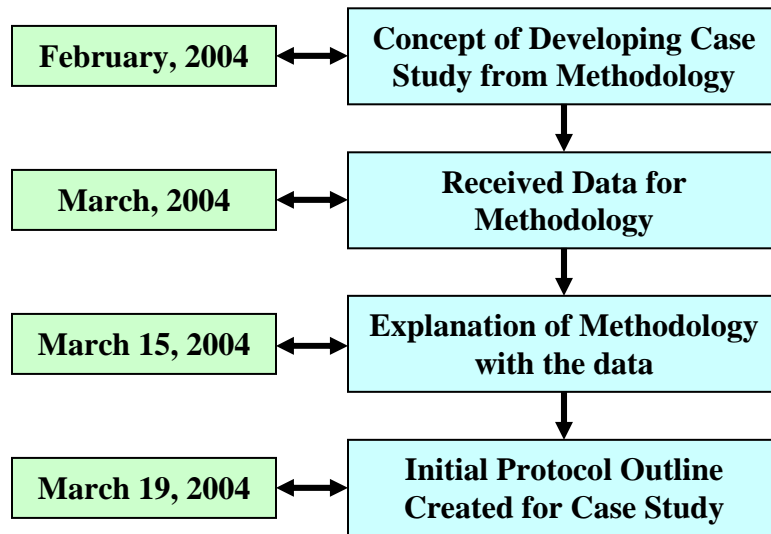 February, 2004
Concept of Developing Case
Study from Methodology
March, 2004
Received Data for
Methodology
March 15, 2004
Explanation of Methodology
with the data
March 19, 2004
Initial Protocol Outline
Created for Case Study